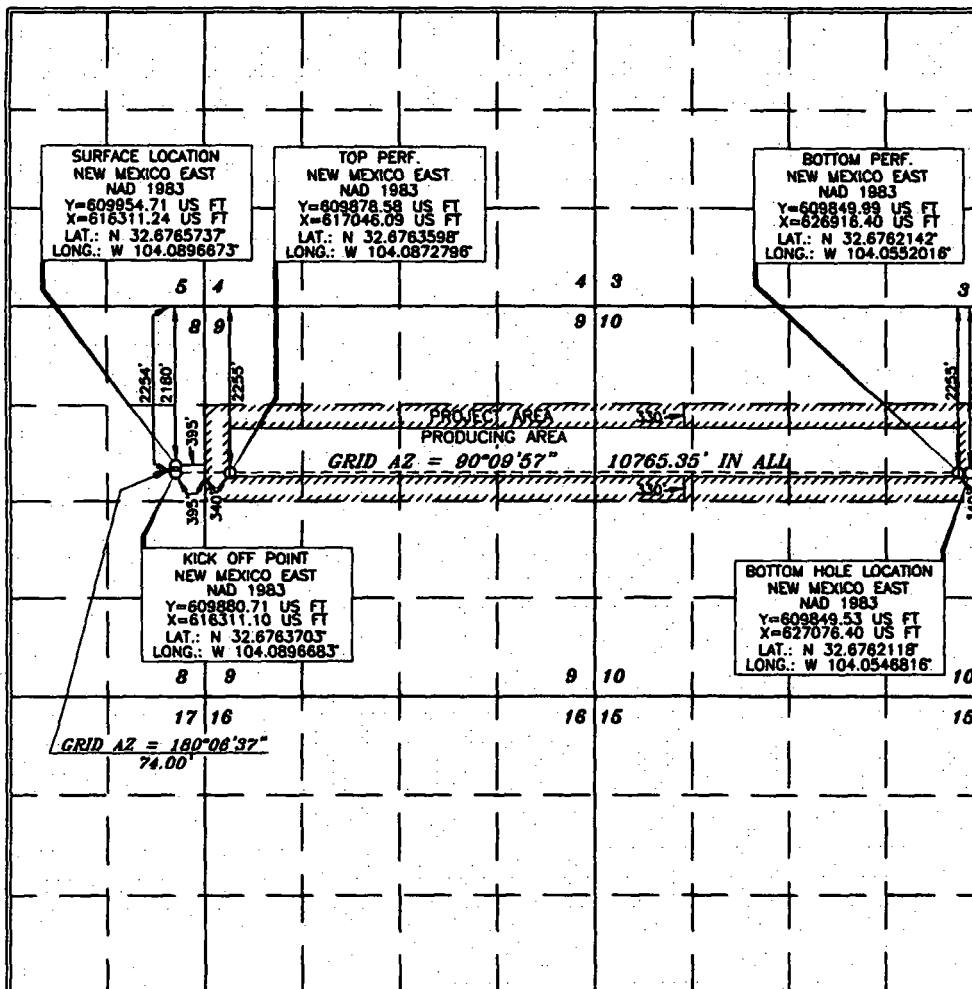 SURFACE LOCATION
NEW MEXICO EAST
NAD 1983
Y=609954.71 US FT
X=616311.24 US FT
LAT.: N 32.6765737°
LONG.: W 104.0896673°
TOP PERF.
NEW MEXICO EAST
NAD 1983
Y=609878.58 US FT
X=617046.09 US FT
LAT.: N 32.6763598°
LONG.: W 104.0872796°
BOTTOM PERF.
NEW MEXICO EAST
NAD 1983
Y=609849.99 US FT
X=626916.40 US FT
LAT.: N 32.6762142°
LONG.: W 104.0552016°
5 4
4 3
3
8 9
9 10
2254'
2180'
395'
2255'
2255'
PROJECT AREA
330'
PRODUCING AREA
GRID AZ = 90°09'57" 10765.35' IN ALL
330'
395'
340'
KICK OFF POINT
NEW MEXICO EAST
NAD 1983
Y=609880.71 US FT
X=616311.10 US FT
LAT.: N 32.6763703°
LONG.: W 104.0896683°
BOTTOM HOLE LOCATION
NEW MEXICO EAST
NAD 1983
Y=609849.53 US FT
X=627076.40 US FT
LAT.: N 32.6762118°
LONG.: W 104.0546816°
8 9
9 10
10
17 16
16 15
15
GRID AZ = 180°06'37"
74.00'